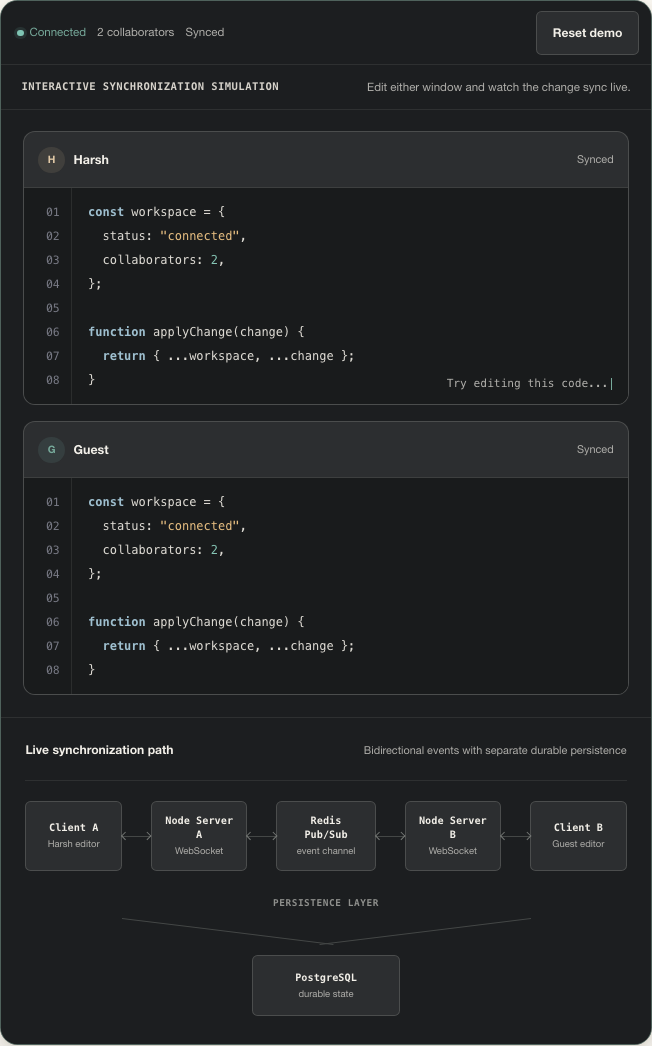 Connected 2 collaborators Synced Reset demo
INTERACTIVE SYNCHRONIZATION SIMULATION Edit either window and watch the change sync live.
H Harsh Synced
01 const workspace = {
02   status: "connected",
03   collaborators: 2,
04 };
05
06 function applyChange(change) {
07   return { ...workspace, ...change };
08 }
Try editing this code...|
G Guest Synced
01 const workspace = {
02   status: "connected",
03   collaborators: 2,
04 };
05
06 function applyChange(change) {
07   return { ...workspace, ...change };
08 }
Live synchronization path Bidirectional events with separate durable persistence
Client A
Harsh editor
Node Server
A
WebSocket
Redis
Pub/Sub
event channel
Node Server
B
WebSocket
Client B
Guest editor
PERSISTENCE LAYER
PostgreSQL
durable state